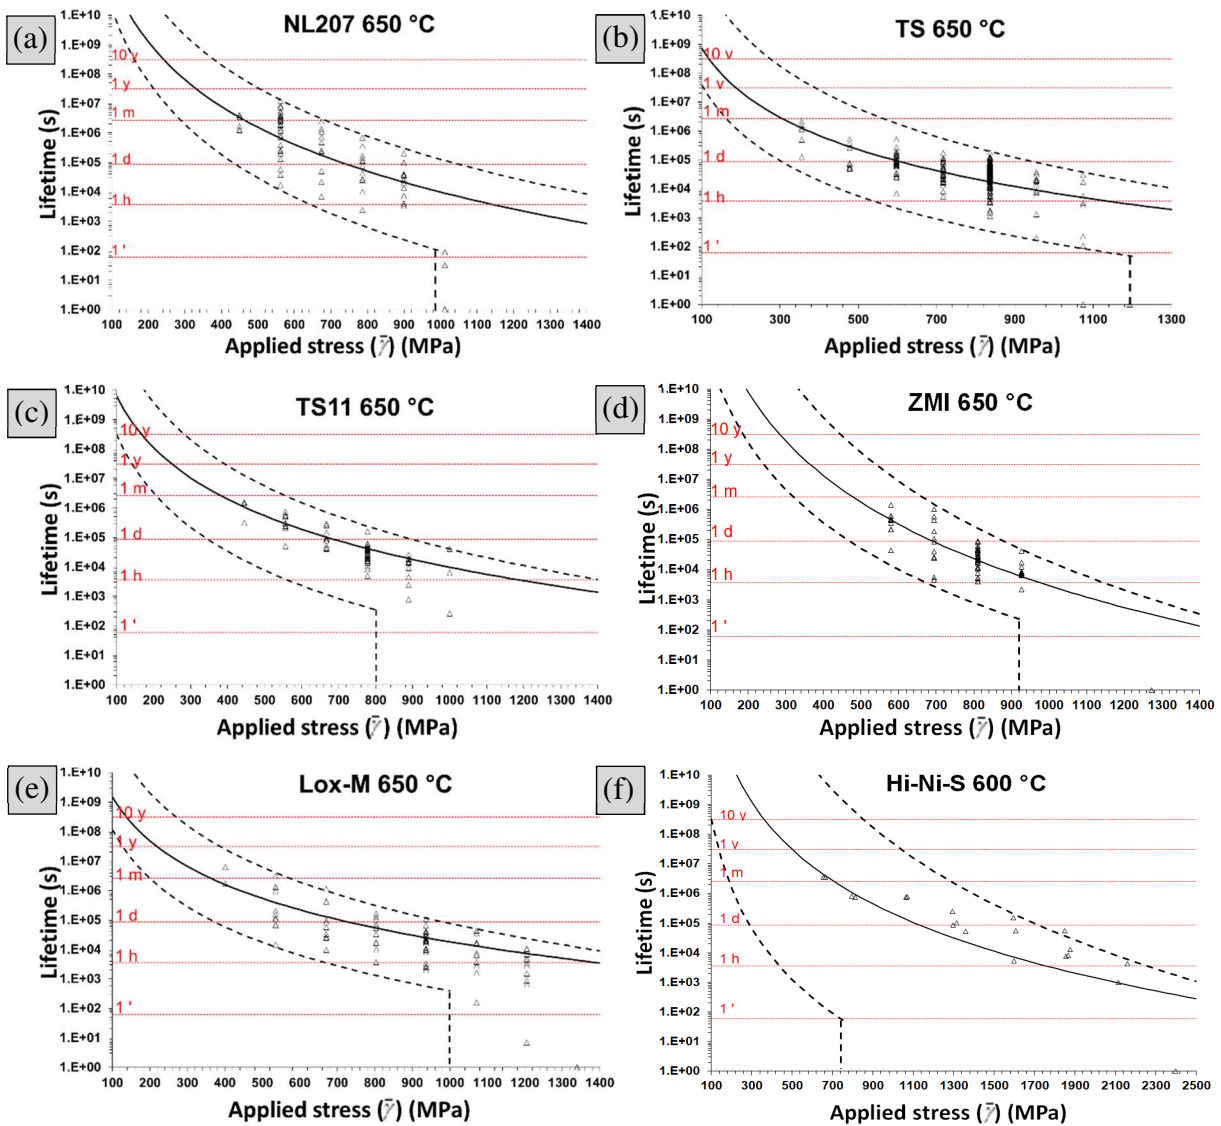 (a)
NL207 650 °C
Lifetime (s)
1.E+10
1.E+09
1.E+08
1.E+07
1.E+06
1.E+05
1.E+04
1.E+03
1.E+02
1.E+01
1.E+00
10 y
1 y
1 m
1 d
1 h
1 '
100 200 300 400 500 600 700 800 900 1000 1100 1200 1300 1400
Applied stress (γ̄) (MPa)
(b)
TS 650 °C
Lifetime (s)
1.E+10
1.E+09
1.E+08
1.E+07
1.E+06
1.E+05
1.E+04
1.E+03
1.E+02
1.E+01
1.E+00
10 y
1 y
1 m
1 d
1 h
1 '
100 300 500 700 900 1100 1300
Applied stress (γ̄) (MPa)
(c)
TS11 650 °C
Lifetime (s)
1.E+10
1.E+09
1.E+08
1.E+07
1.E+06
1.E+05
1.E+04
1.E+03
1.E+02
1.E+01
1.E+00
10 y
1 y
1 m
1 d
1 h
1 '
100 200 300 400 500 600 700 800 900 1000 1100 1200 1300 1400
Applied stress (γ̄) (MPa)
(d)
ZMI 650 °C
Lifetime (s)
1.E+10
1.E+09
1.E+08
1.E+07
1.E+06
1.E+05
1.E+04
1.E+03
1.E+02
1.E+01
1.E+00
10 y
1 y
1 m
1 d
1 h
1 '
100 200 300 400 500 600 700 800 900 1000 1100 1200 1300 1400
Applied stress (γ̄) (MPa)
(e)
Lox-M 650 °C
Lifetime (s)
1.E+10
1.E+09
1.E+08
1.E+07
1.E+06
1.E+05
1.E+04
1.E+03
1.E+02
1.E+01
1.E+00
10 y
1 y
1 m
1 d
1 h
1 '
100 200 300 400 500 600 700 800 900 1000 1100 1200 1300 1400
Applied stress (γ̄) (MPa)
(f)
Hi-Ni-S 600 °C
Lifetime (s)
1.E+10
1.E+09
1.E+08
1.E+07
1.E+06
1.E+05
1.E+04
1.E+03
1.E+02
1.E+01
1.E+00
10 y
1 y
1 m
1 d
1 h
1 '
100 300 500 700 900 1100 1300 1500 1700 1900 2100 2300 2500
Applied stress (γ̄) (MPa)